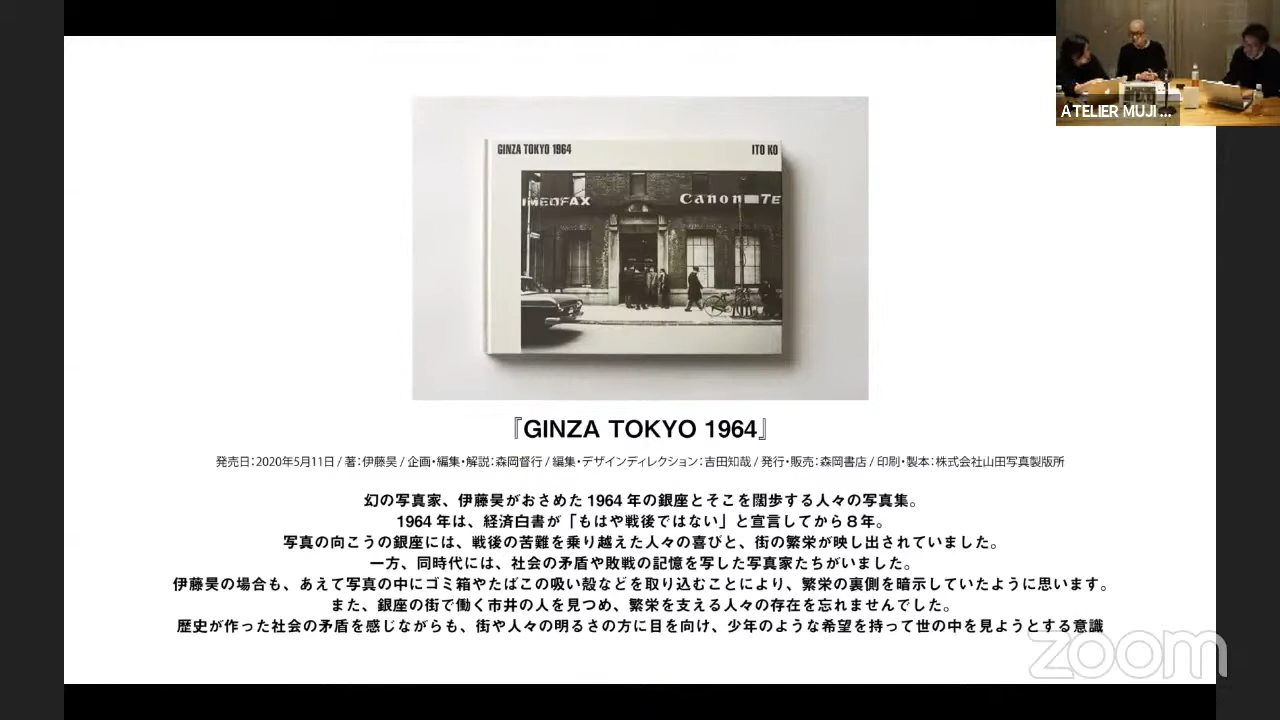 ATELIER MUJI ...
GINZA TOKYO 1964
ITO KO
Canon
TE
『GINZA TOKYO 1964』
発売日：2020年5月11日 / 著：伊藤昊 / 企画・編集・解説：森岡督行 / 編集・デザインディレクション：吉田知哉 / 発行・販売：森岡書店 / 印刷・製本：株式会社山田写真製版所
幻の写真家、伊藤昊がおさめた 1964 年の銀座とそこを闊歩する人々の写真集。
1964 年は、経済白書が「もはや戦後ではない」と宣言してから８年。
写真の向こうの銀座には、戦後の苦難を乗り越えた人々の喜びと、街の繁栄が映し出されていました。
一方、同時代には、社会の矛盾や敗戦の記憶を写した写真家たちがいました。
伊藤昊の場合も、あえて写真の中にゴミ箱やたばこの吸い殻などを取り込むことにより、繁栄の裏側を暗示していたように思います。
また、銀座の街で働く市井の人を見つめ、繁栄を支える人々の存在を忘れませんでした。
歴史が作った社会の矛盾を感じながらも、街や人々の明るさの方に目を向け、少年のような希望を持って世の中を見ようとする意識
zoom